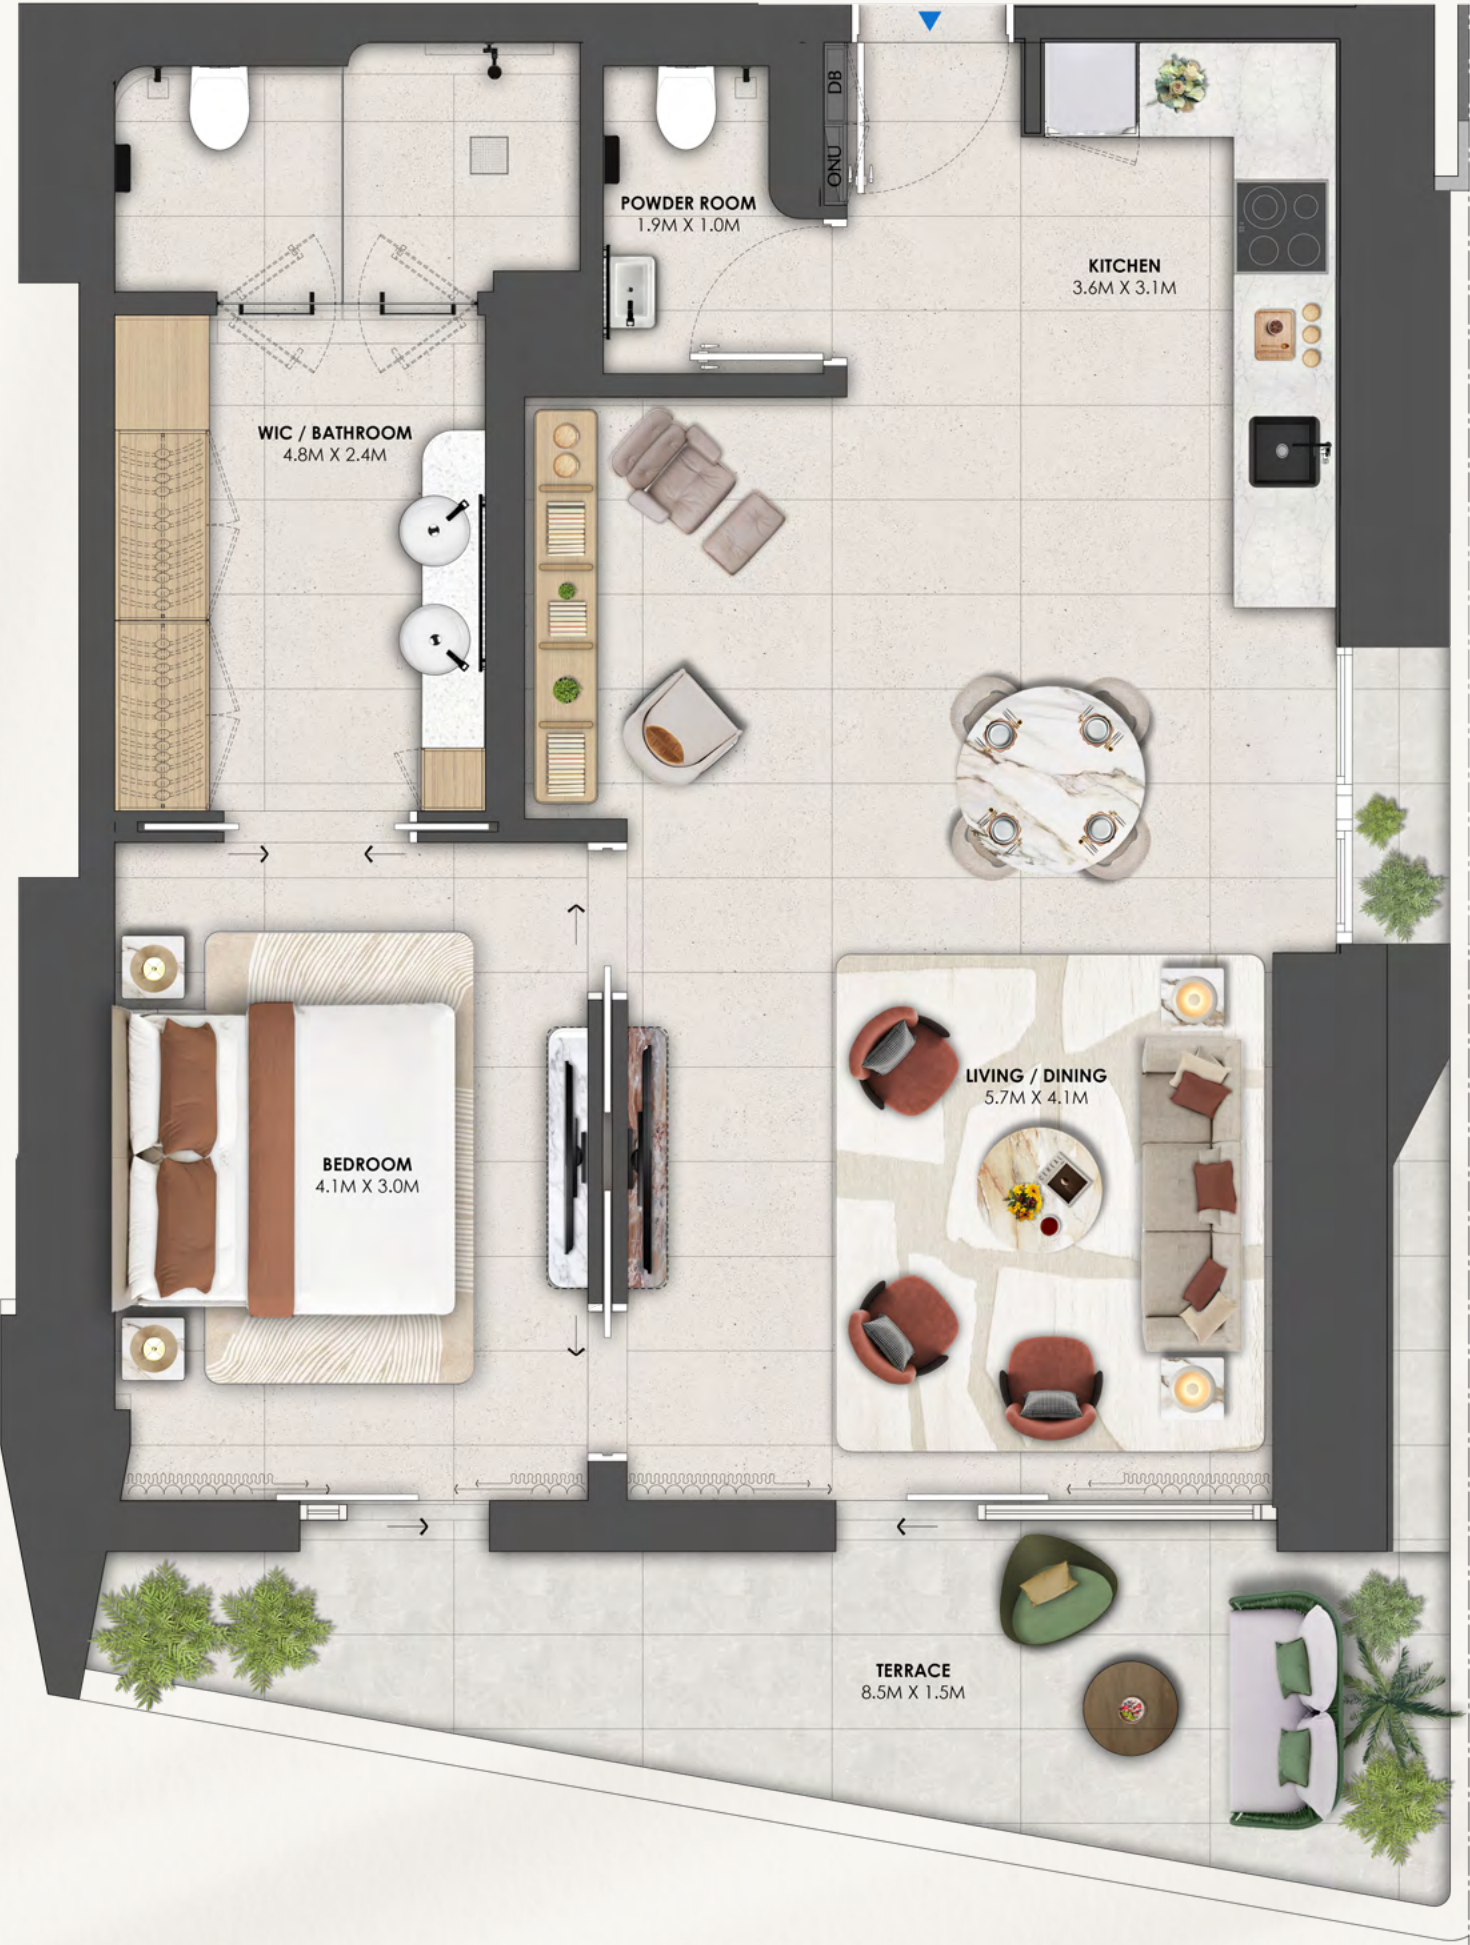 DB
ONU
POWDER ROOM
1.9M X 1.0M
KITCHEN
3.6M X 3.1M
WIC / BATHROOM
4.8M X 2.4M
LIVING / DINING
5.7M X 4.1M
BEDROOM
4.1M X 3.0M
TERRACE
8.5M X 1.5M